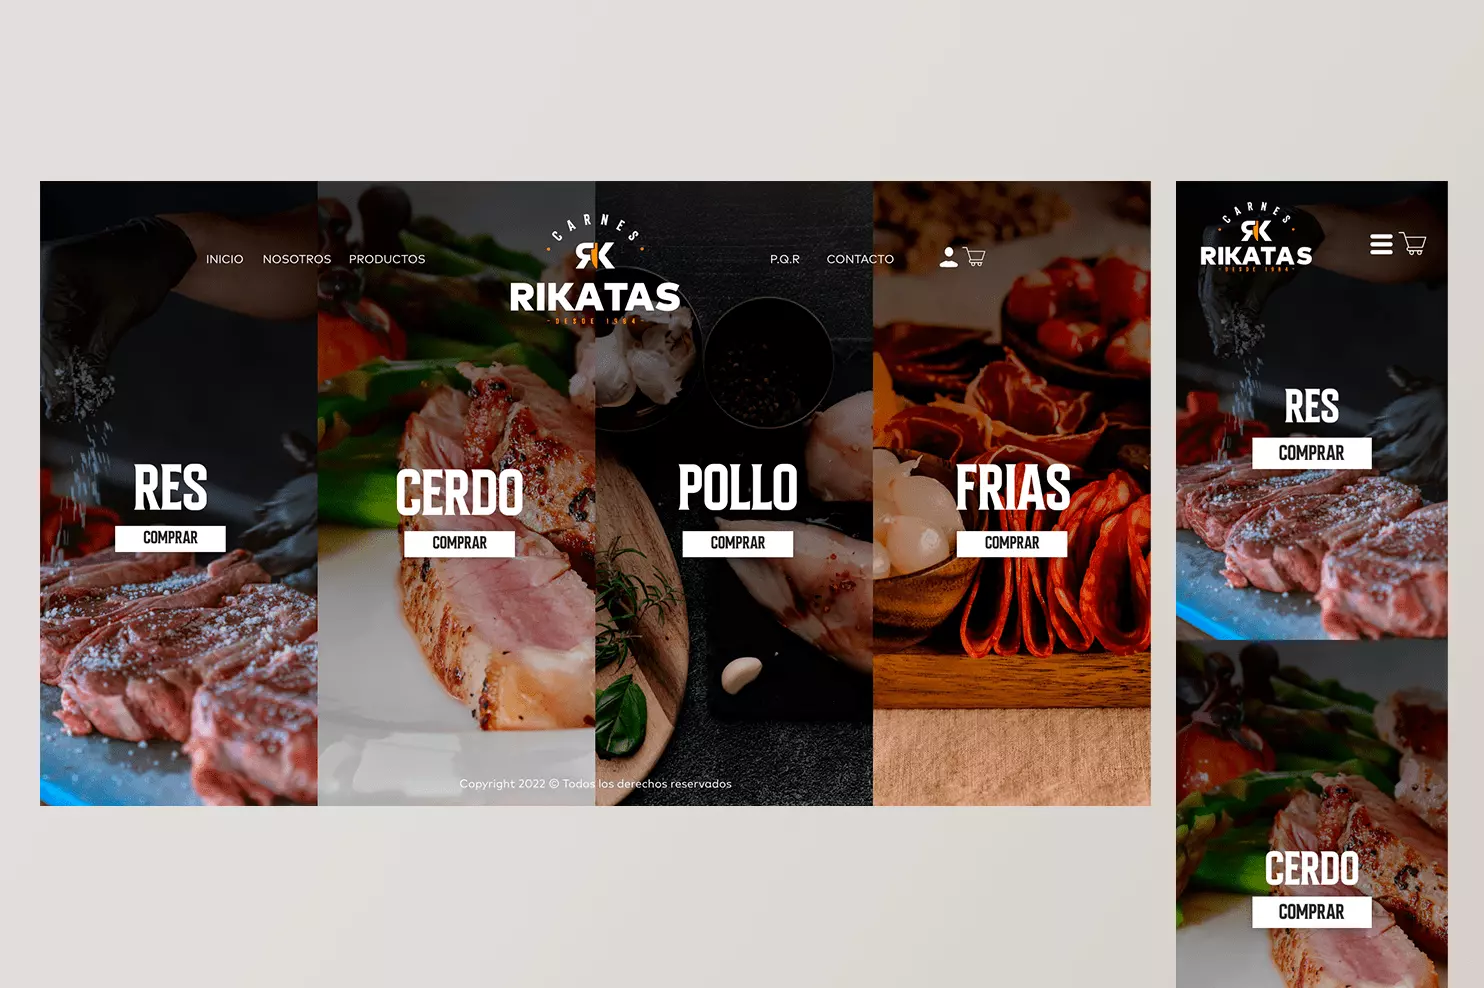 CARNES
RK
RIKATAS
DESDE 1984
INICIO
NOSOTROS
PRODUCTOS
P.Q.R
CONTACTO
RES
COMPRAR
CERDO
COMPRAR
POLLO
COMPRAR
FRIAS
COMPRAR
Copyright 2022 © Todos los derechos reservados
CARNES
RK
RIKATAS
DESDE 1984
RES
COMPRAR
CERDO
COMPRAR